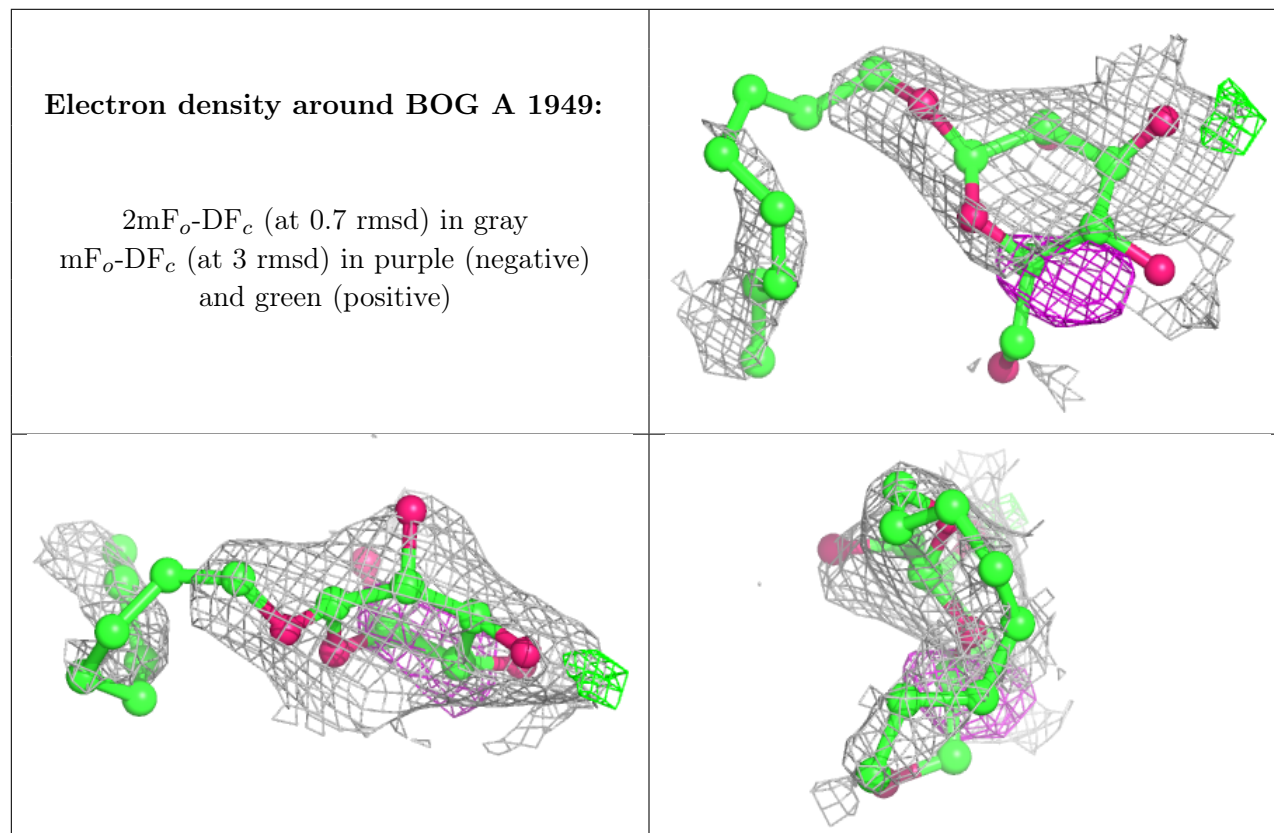 Electron density around BOG A 1949:
2mFo-DFc (at 0.7 rmsd) in gray
mFo-DFc (at 3 rmsd) in purple (negative)
and green (positive)